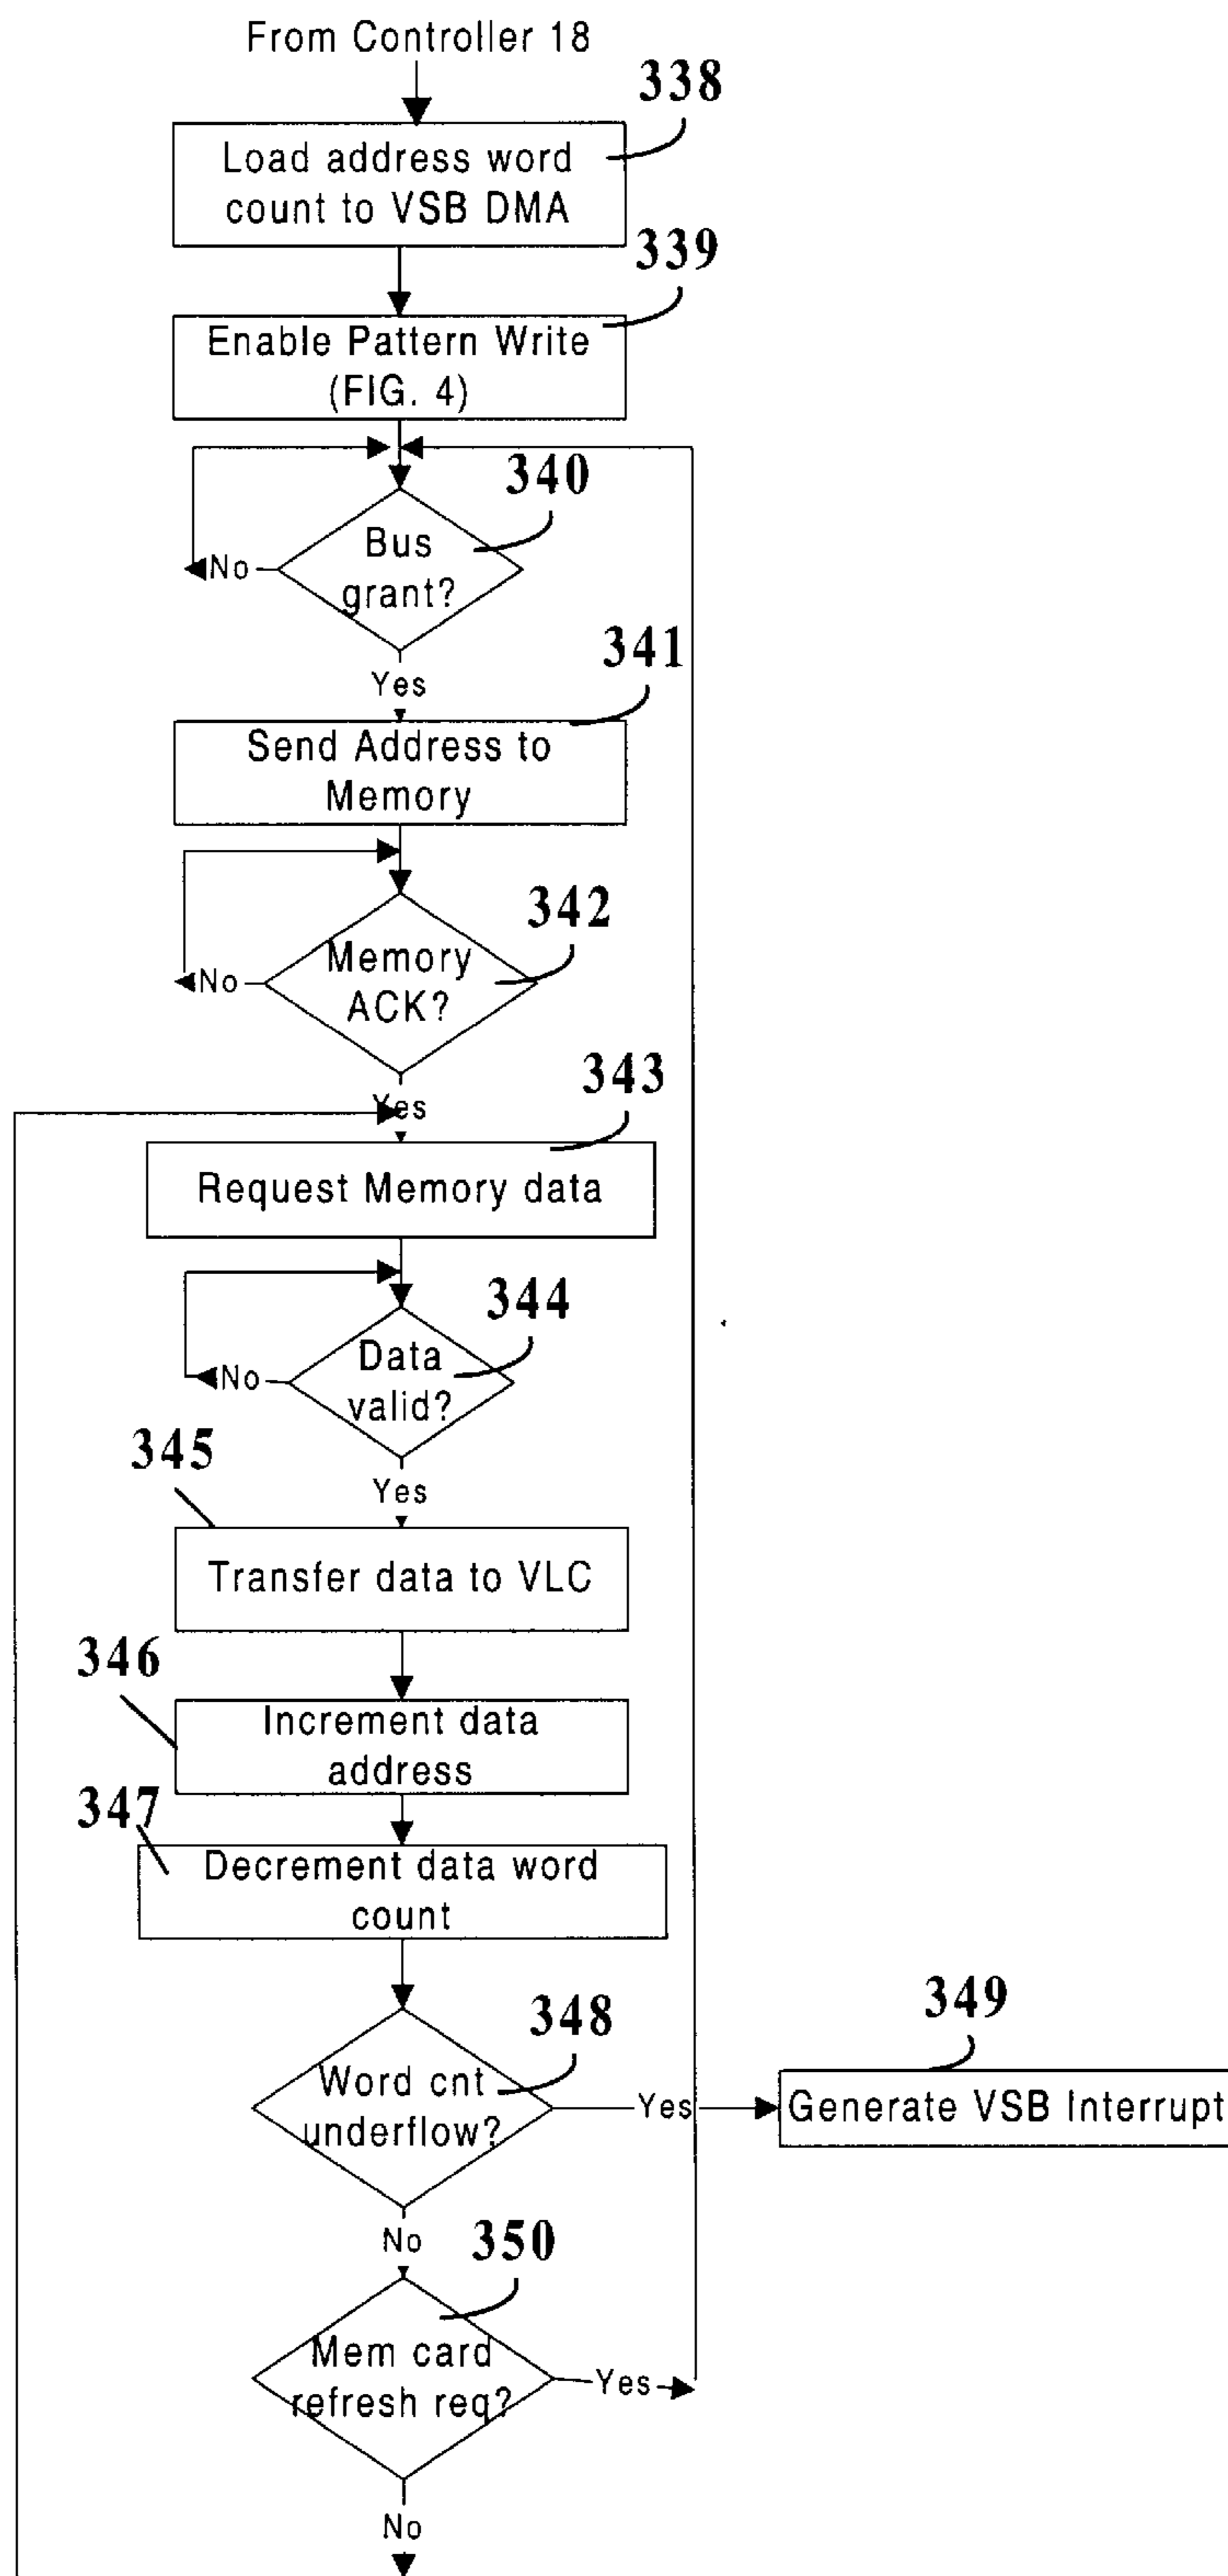 From Controller 18
338
Load address word
count to VSB DMA
339
Enable Pattern Write
(FIG. 4)
340
Bus
grant?
No
Yes
341
Send Address to
Memory
342
Memory
ACK?
No
Yes
343
Request Memory data
344
Data
valid?
No
Yes
345
Transfer data to VLC
346
Increment data
address
347
Decrement data word
count
348
Word cnt
underflow?
Yes
349
Generate VSB Interrupt
No
350
Mem card
refresh req?
Yes
No